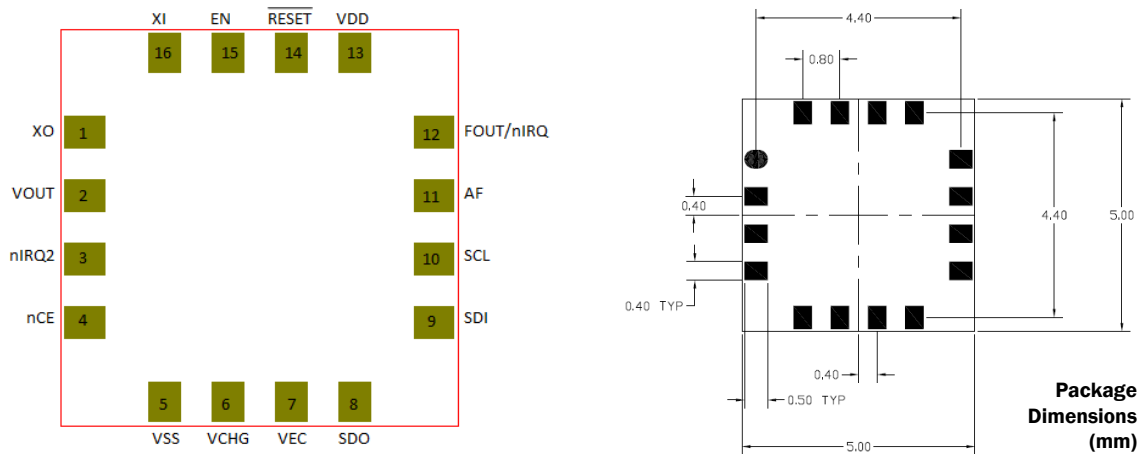 XI EN RESET VDD
16 15 14 13
XO 1 12 FOUT/nIRQ
VOUT 2 11 AF
nIRQ2 3 10 SCL
nCE 4 9 SDI
5 6 7 8
VSS VCHG VEC SDO
4.40
0.80
0.40
4.40
5.00
0.40 TYP
0.40
0.50 TYP
5.00
Package
Dimensions
(mm)